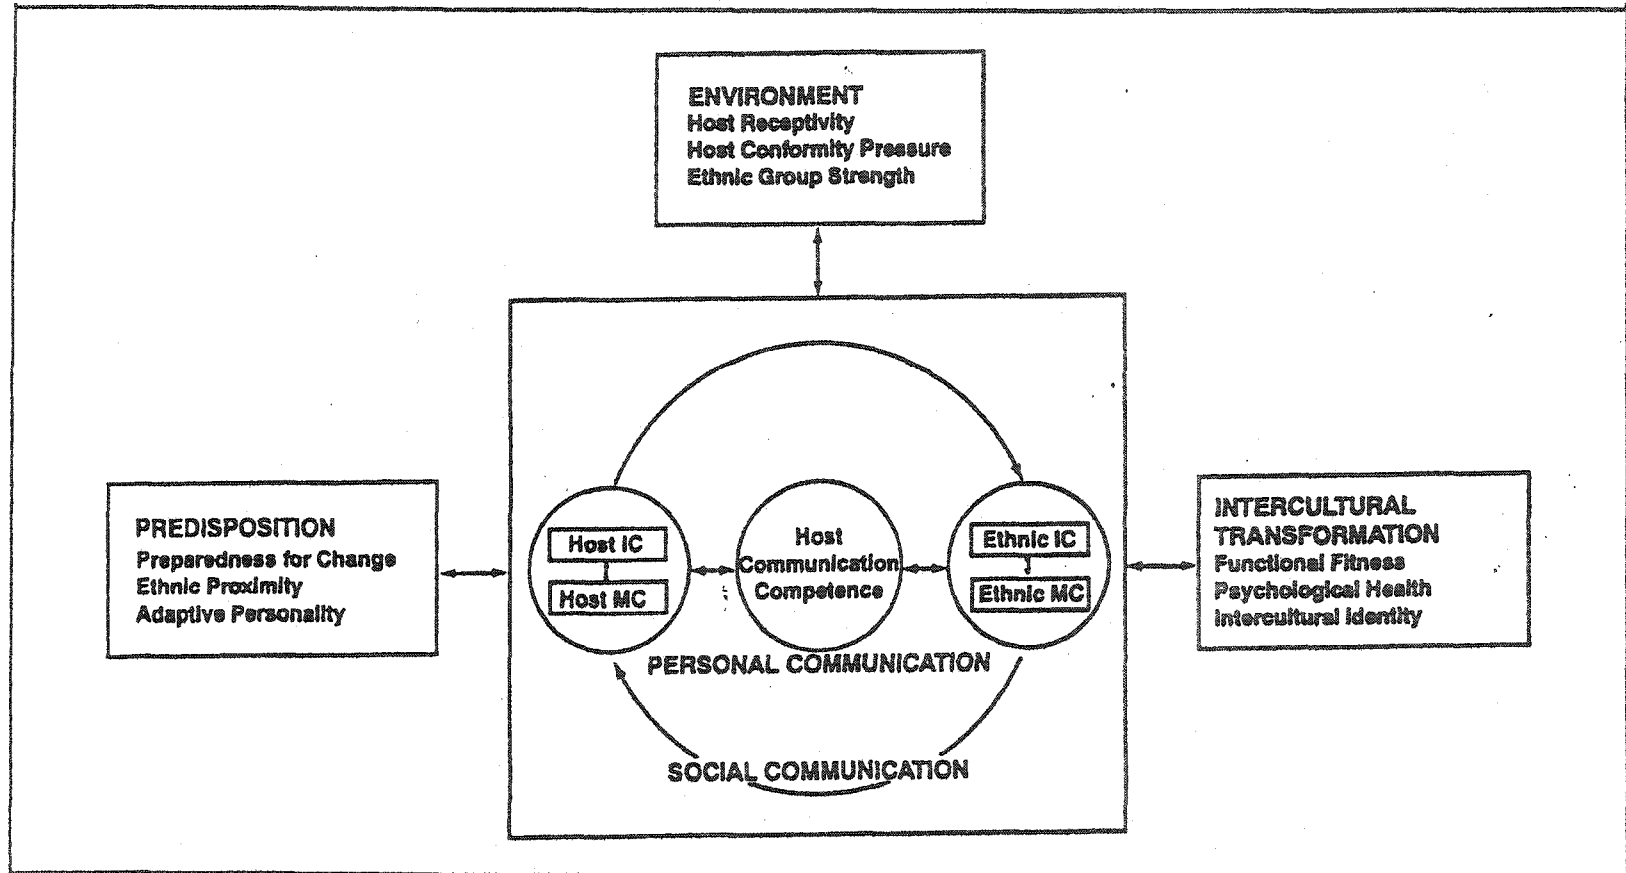 ENVIRONMENT
Host Receptivity
Host Conformity Pressure
Ethnic Group Strength
PREDISPOSITION
Preparedness for Change
Ethnic Proximity
Adaptive Personality
Host IC
Host MC
Host
Communication
Competence
Ethnic IC
Ethnic MC
PERSONAL COMMUNICATION
SOCIAL COMMUNICATION
INTERCULTURAL
TRANSFORMATION
Functional Fitness
Psychological Health
Intercultural Identity